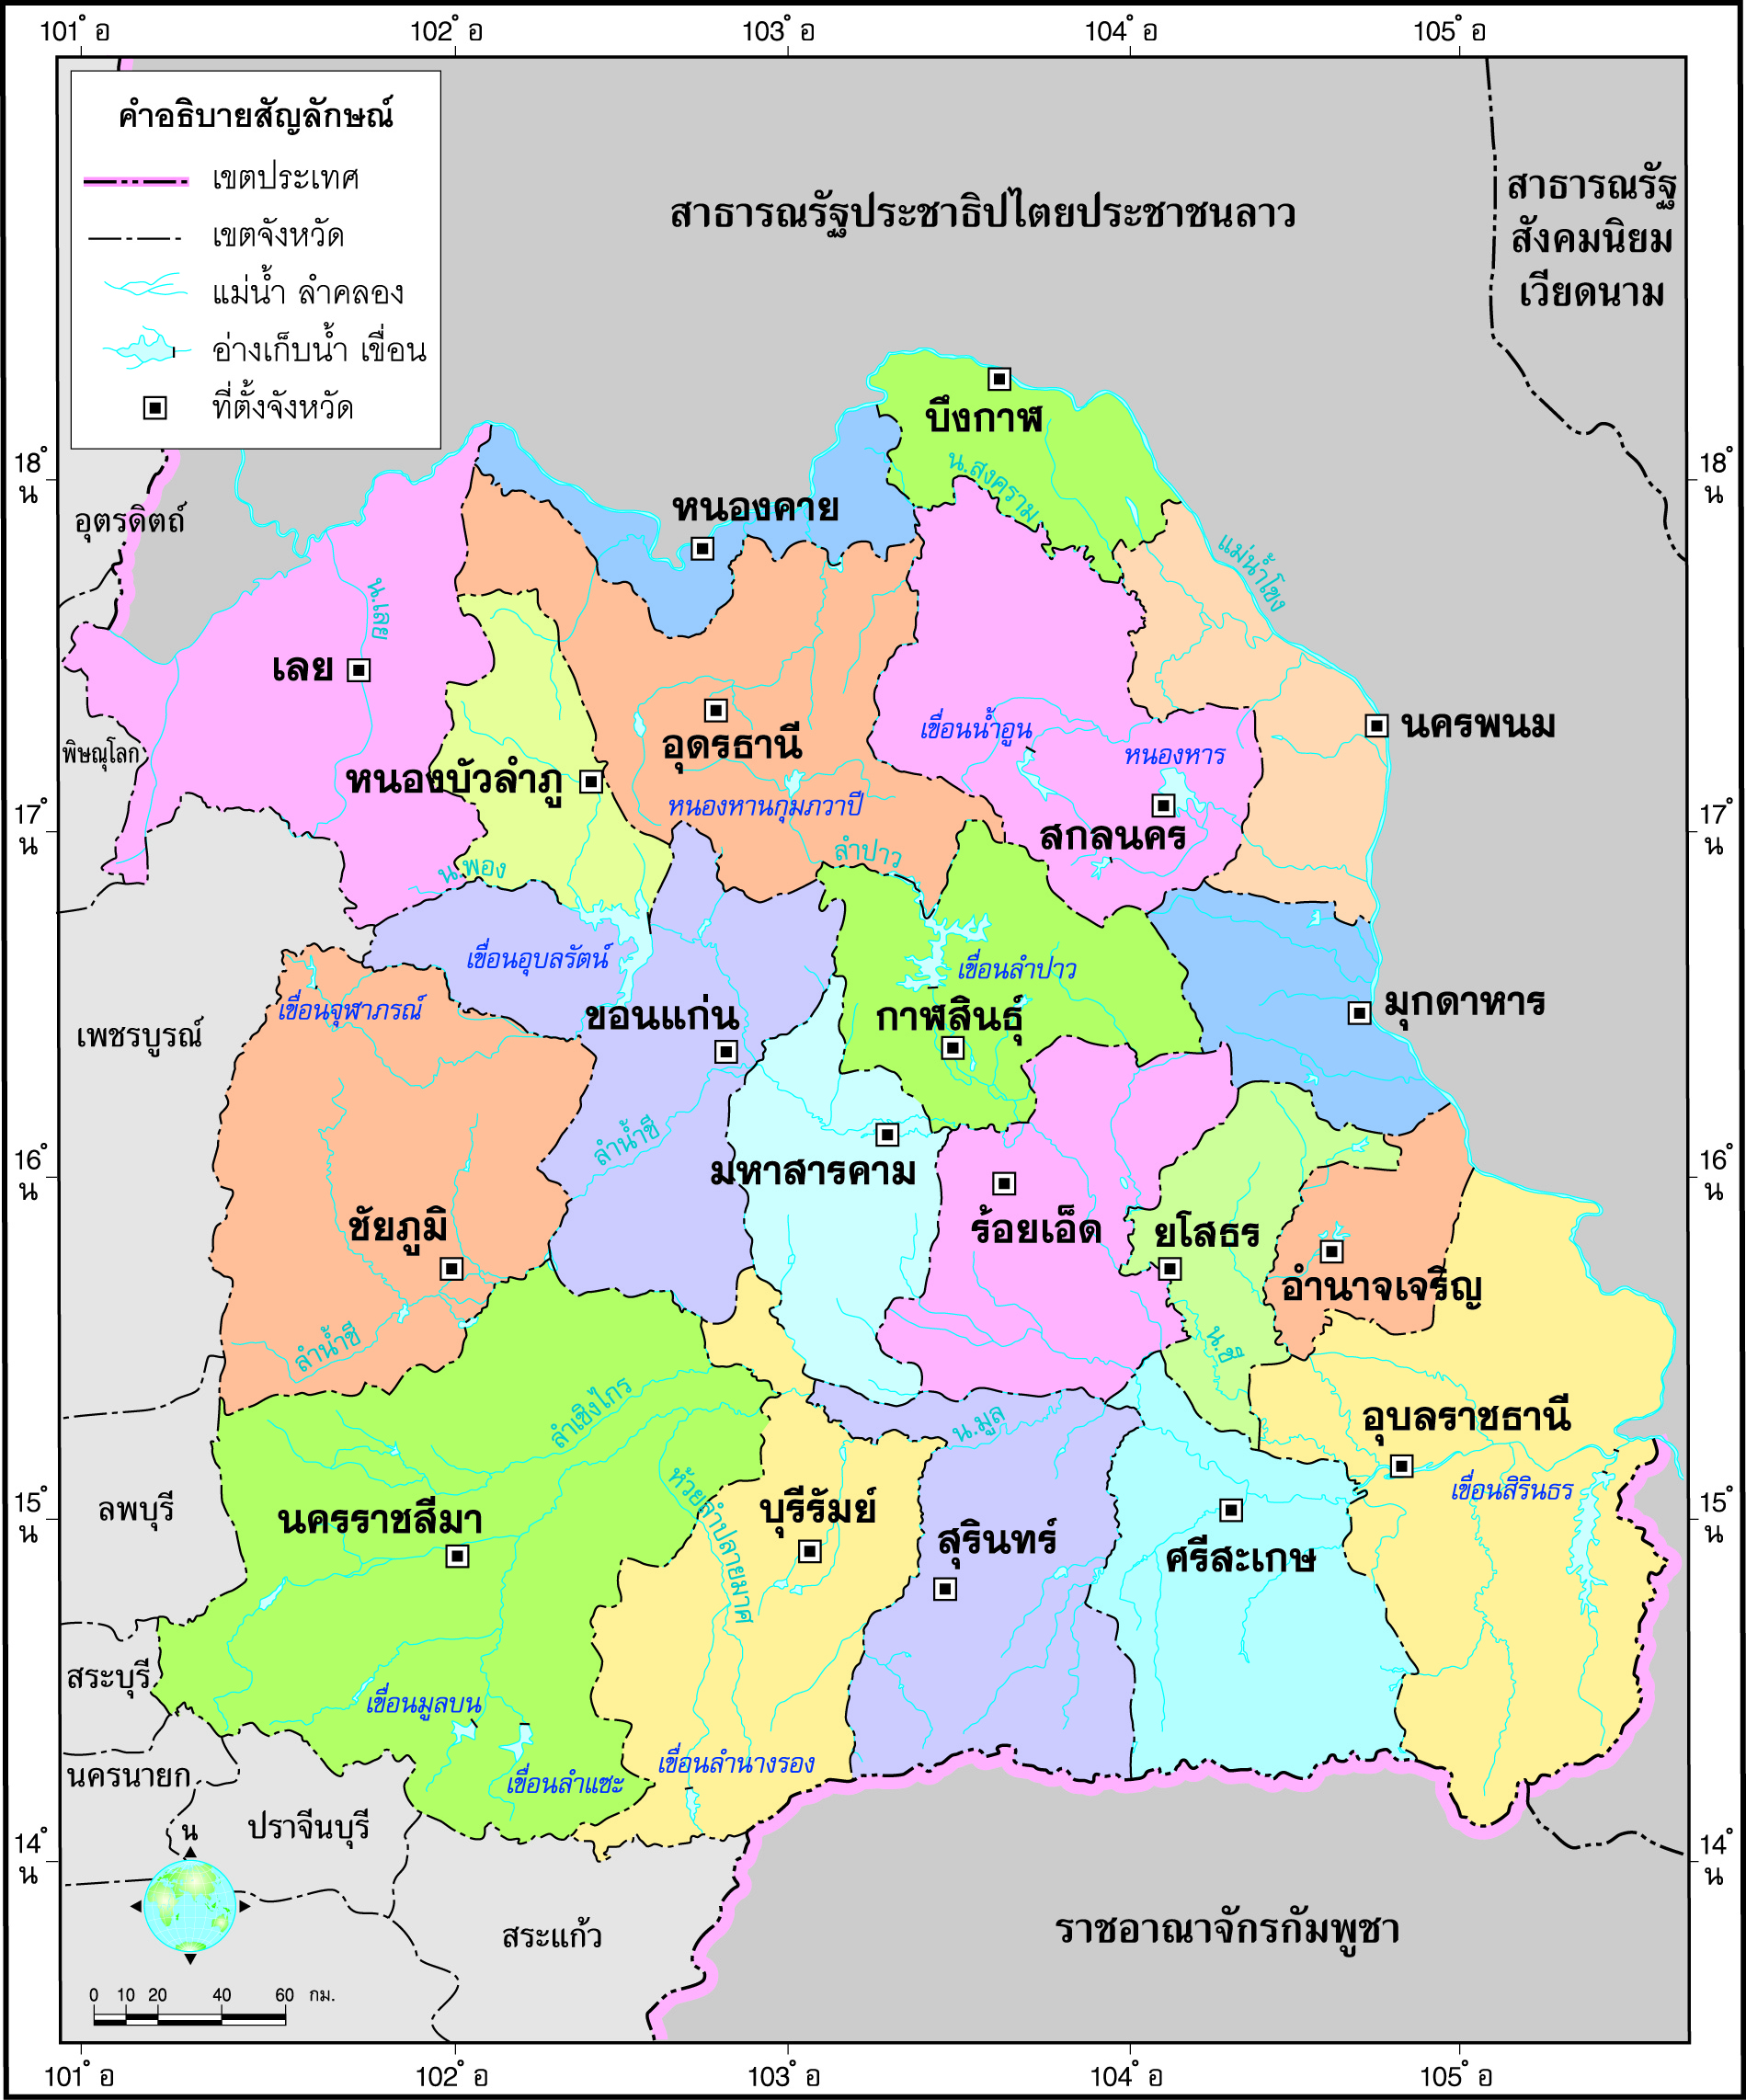 101° อ 102° อ 103° อ 104° อ 105° อ
คำอธิบายสัญลักษณ์
เขตประเทศ
เขตจังหวัด
แม่น้ำ ลำคลอง
อ่างเก็บน้ำ เขื่อน
ที่ตั้งจังหวัด
สาธารณรัฐประชาธิปไตยประชาชนลาว
สาธารณรัฐ
สังคมนิยม
เวียดนาม
บึงกาฬ
น.สงคราม
18°
น
18°
น
หนองคาย
อุตรดิตถ์
แม่น้ำโขง
น.เลย
เลย
นครพนม
เขื่อนน้ำอูน
หนองหาร
อุดรธานี
พิษณุโลก
หนองบัวลำภู
หนองหานกุมภวาปี
17°
น
17°
น
สกลนคร
ลำปาว
น.พอง
เขื่อนอุบลรัตน์
เขื่อนลำปาว
เขื่อนจุฬาภรณ์
ขอนแก่น
กาฬสินธุ์
มุกดาหาร
เพชรบูรณ์
ลำน้ำชี
16°
น
16°
น
มหาสารคาม
ชัยภูมิ
ร้อยเอ็ด
ยโสธร
อำนาจเจริญ
ลำน้ำชี
น.ชี
ลำเชิงไกร
น.มูล
อุบลราชธานี
เขื่อนสิรินธร
15°
น
15°
น
ลพบุรี
นครราชสีมา
ห้วยลำปลายมาศ
บุรีรัมย์
สุรินทร์
ศรีสะเกษ
สระบุรี
เขื่อนมูลบน
เขื่อนลำนางรอง
เขื่อนลำแซะ
นครนายก
ปราจีนบุรี
น
14°
น
14°
น
สระแก้ว
ราชอาณาจักรกัมพูชา
0 10 20 40 60 กม.
101° อ 102° อ 103° อ 104° อ 105° อ